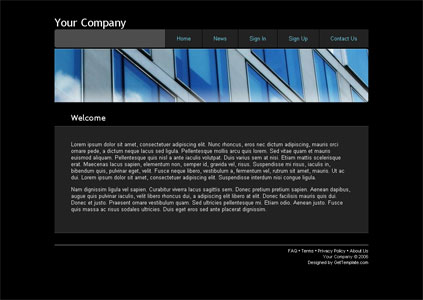 Your Company
Home News Sign In Sign Up Contact Us
Welcome
Lorem ipsum dolor sit amet, consectetuer adipiscing elit. Nunc rhoncus, eros nec dictum adipiscing, mauris orci
ornare pede, a dictum neque lacus sed ligula. Pellentesque mollis arcu quis lorem. Sed vitae quam et mauris
euismod aliquam. Pellentesque quis nisl a ante iaculis volutpat. Duis varius sem at nisi. Etiam mattis scelerisque
erat. Maecenas lacus sapien, elementum non, semper id, gravida vel, risus. Proin sapien mi, pulvinar eu, iaculis in,
bibendum quis, pulvinar eget, velit. Fusce neque libero, vestibulum a, fermentum vel, rutrum sit amet, mauris. Ut ac
dui. Lorem ipsum dolor sit amet, consectetuer adipiscing elit. Suspendisse interdum nisi congue ligula.
Nam dignissim ligula vel sapien. Curabitur viverra lacus sagittis sem. Donec pretium pretium sapien. Aenean dapibus,
augue quis pulvinar iaculis, velit libero rhoncus dui, a adipiscing elit libero at elit. Donec facilisis mauris quis dui.
Donec at justo. Praesent ornare vestibulum quam. Sed ultricies pellentesque mi. Etiam odio. Aenean justo. Fusce
quis massa ac risus sodales ultricies. Duis eget eros sed ante placerat dignissim.
FAQ • Terms • Privacy Policy • About Us
Your Company © 2006
Designed by GetTemplate.com